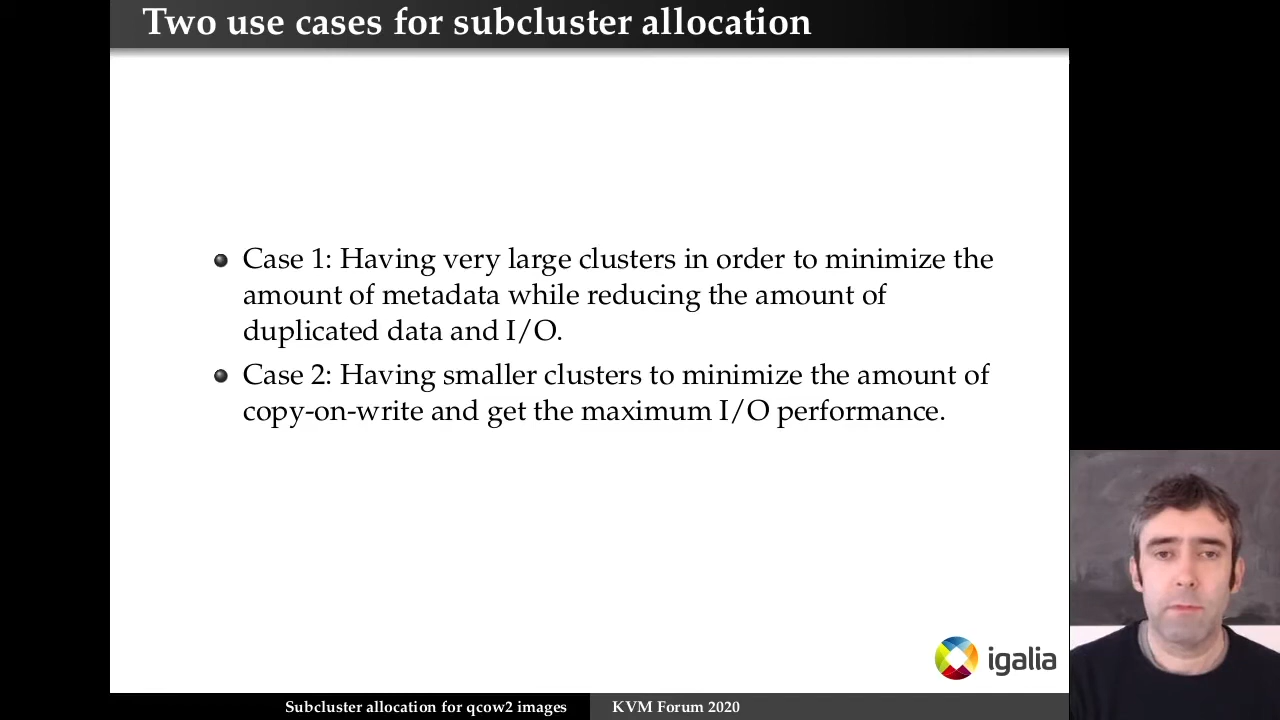 Two use cases for subcluster allocation
Case 1: Having very large clusters in order to minimize the
amount of metadata while reducing the amount of
duplicated data and I/O.
Case 2: Having smaller clusters to minimize the amount of
copy-on-write and get the maximum I/O performance.
igalia
Subcluster allocation for qcow2 images
KVM Forum 2020